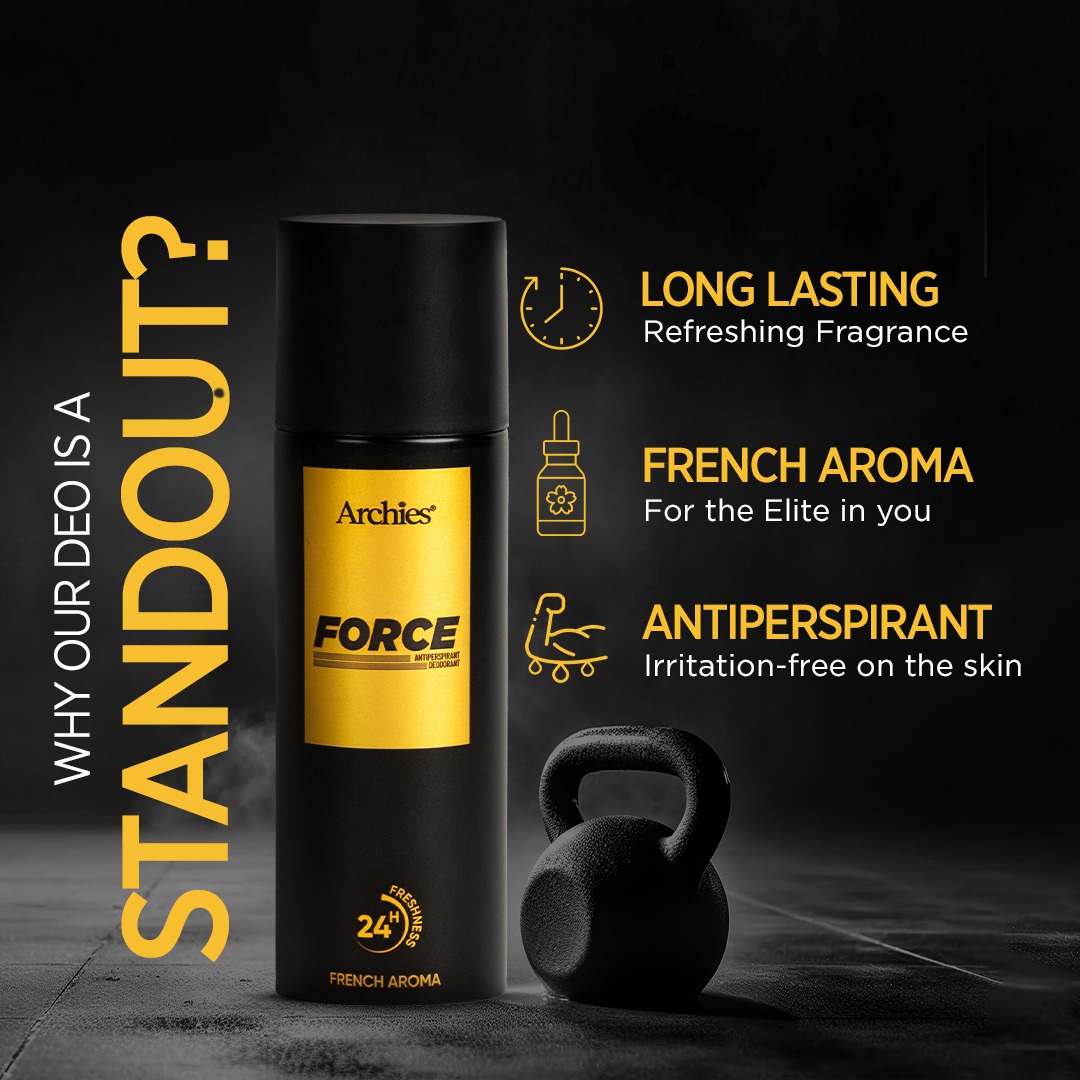 WHY OUR DEO IS A
STANDOUT?
Archies®
FORCE
ANTIPERSPIRANT
DEODORANT
24H
FRESHNESS
FRENCH AROMA
LONG LASTING
Refreshing Fragrance
FRENCH AROMA
For the Elite in you
ANTIPERSPIRANT
Irritation-free on the skin